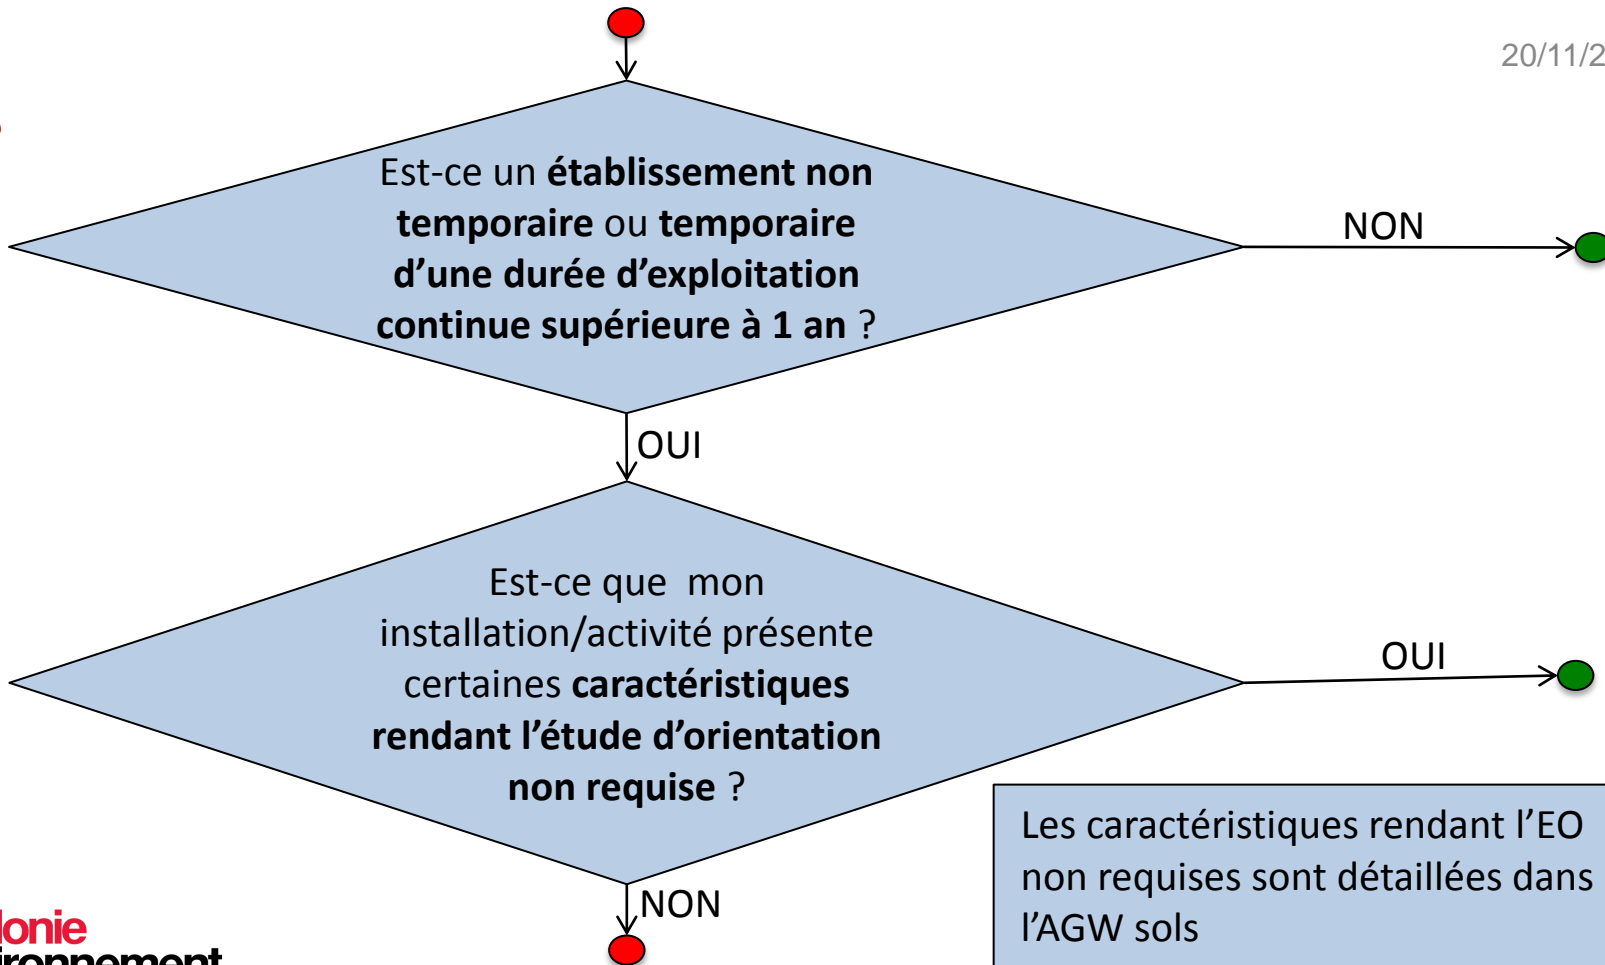 20/11/2
Est-ce un établissement non
temporaire ou temporaire
d’une durée d’exploitation
continue supérieure à 1 an ?
NON
OUI
Est-ce que mon
installation/activité présente
certaines caractéristiques
rendant l’étude d’orientation
non requise ?
OUI
Les caractéristiques rendant l’EO
non requises sont détaillées dans
l’AGW sols
NON
lonie
ironnement